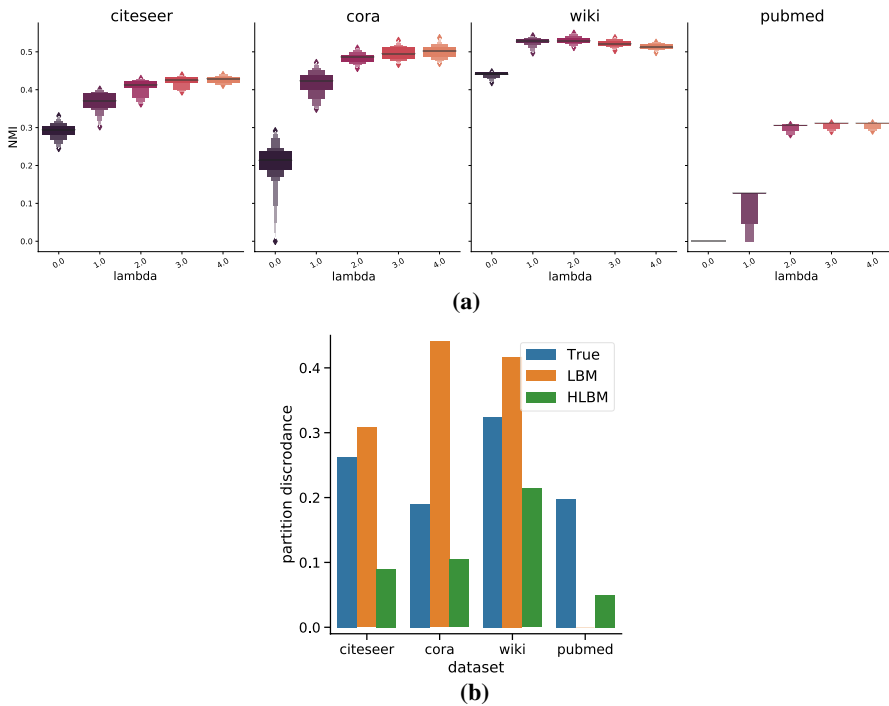 citeseer cora wiki pubmed
NMI
0.5
0.4
0.3
0.2
0.1
0.0
0.0 1.0 2.0 3.0 4.0
lambda
0.0 1.0 2.0 3.0 4.0
lambda
0.0 1.0 2.0 3.0 4.0
lambda
0.0 1.0 2.0 3.0 4.0
lambda
(a)
partition discrodance
0.4
0.3
0.2
0.1
0.0
True
LBM
HLBM
citeseer cora wiki pubmed
dataset
(b)